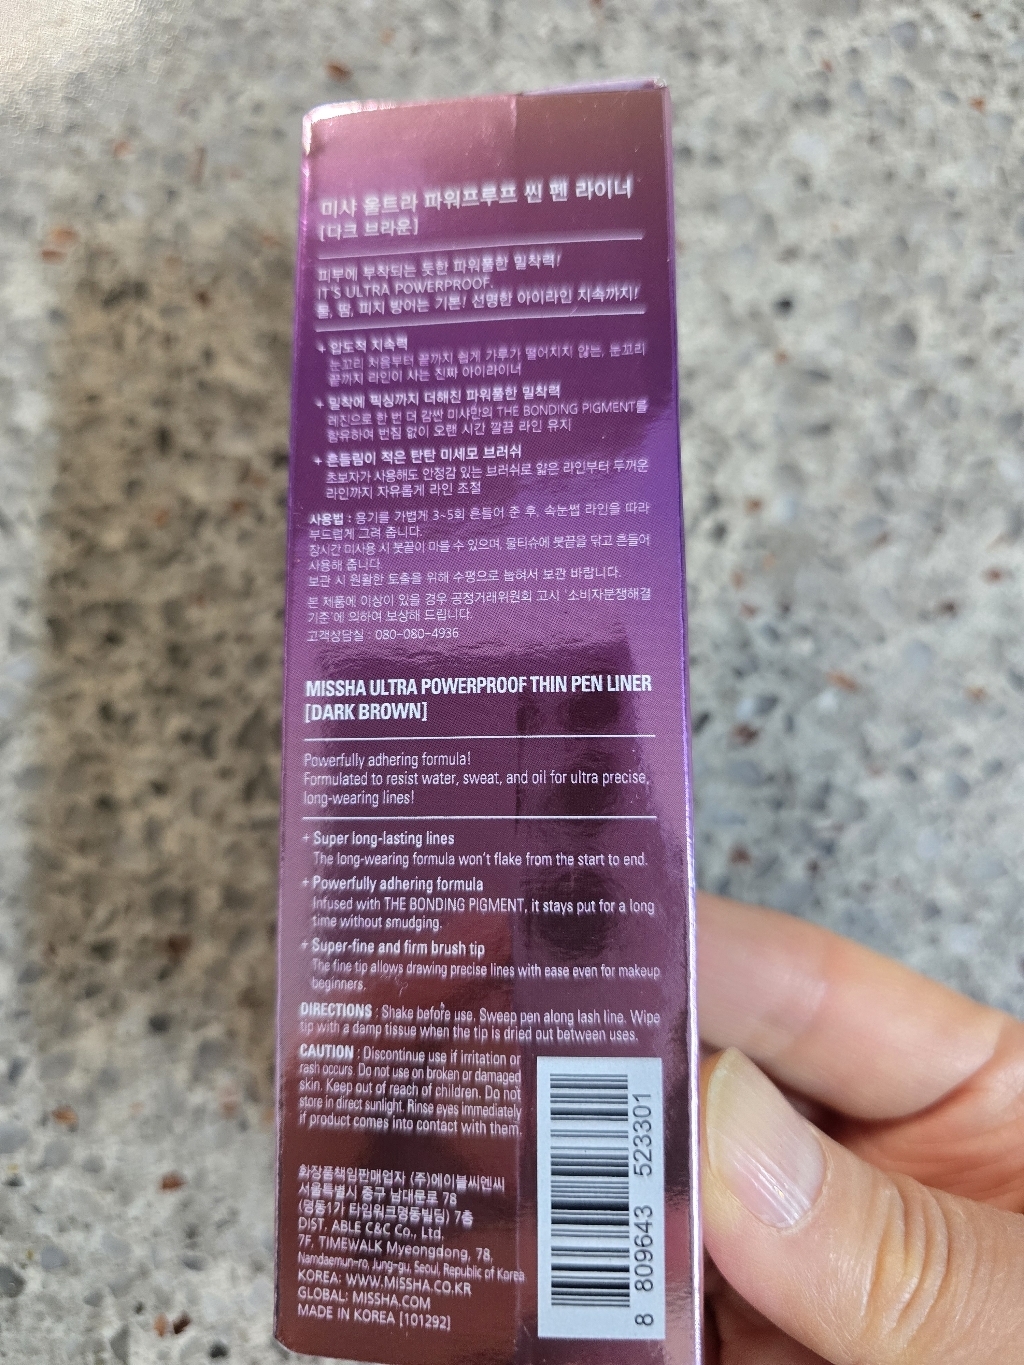 미샤 울트라 파워프루프 씬 펜 라이너
[다크 브라운]
피부에 부착되는 듯한 파워풀한 밀착력!
IT'S ULTRA POWERPROOF.
물, 땀, 피지 방어는 기본! 선명한 아이라인 지속까지!
+ 압도적 지속력
눈꼬리 처음부터 끝까지 쉽게 가루가 떨어지지 않는, 눈꼬리
끝까지 라인이 사는 진짜 아이라이너
+ 밀착에 픽싱까지 더해진 파워풀한 밀착력
레진으로 한 번 더 감싼 미샤만의 THE BONDING PIGMENT를
함유하여 번짐 없이 오랜 시간 깔끔 라인 유지
+ 흔들림이 적은 탄탄 미세모 브러쉬
초보자가 사용해도 안정감 있는 브러쉬로 얇은 라인부터 두꺼운
라인까지 자유롭게 라인 조절
사용법 : 용기를 가볍게 3~5회 흔들어 준 후, 속눈썹 라인을 따라
부드럽게 그려 줍니다.
장시간 미사용 시 붓끝이 마를 수 있으며, 물티슈에 붓끝을 닦고 흔들어
사용해 줍니다.
보관 시 원활한 토출을 위해 수평으로 눕혀서 보관 바랍니다.
본 제품에 이상이 있을 경우 공정거래위원회 고시 '소비자분쟁해결
기준'에 의하여 보상해 드립니다.
고객상담실 : 080-080-4936
MISSHA ULTRA POWERPROOF THIN PEN LINER
[DARK BROWN]
Powerfully adhering formula!
Formulated to resist water, sweat, and oil for ultra precise,
long-wearing lines!
+ Super long-lasting lines
The long-wearing formula won't flake from the start to end.
+ Powerfully adhering formula
Infused with THE BONDING PIGMENT, it stays put for a long
time without smudging.
+ Super-fine and firm brush tip
The fine tip allows drawing precise lines with ease even for makeup
beginners.
DIRECTIONS : Shake before use. Sweep pen along lash line. Wipe
tip with a damp tissue when the tip is dried out between uses.
CAUTION : Discontinue use if irritation or
rash occurs. Do not use on broken or damaged
skin. Keep out of reach of children. Do not
store in direct sunlight. Rinse eyes immediately
if product comes into contact with them.
화장품책임판매업자 (주)에이블씨엔씨
서울특별시 중구 남대문로 78
(명동1가 타임워크명동빌딩) 7층
DIST. ABLE C&C Co., Ltd.
7F, TIMEWALK Myeongdong, 78,
Namdaemun-ro, Jung-gu, Seoul, Republic of Korea
KOREA: WWW.MISSHA.CO.KR
GLOBAL: MISSHA.COM
MADE IN KOREA [101292]
8 809643 523301